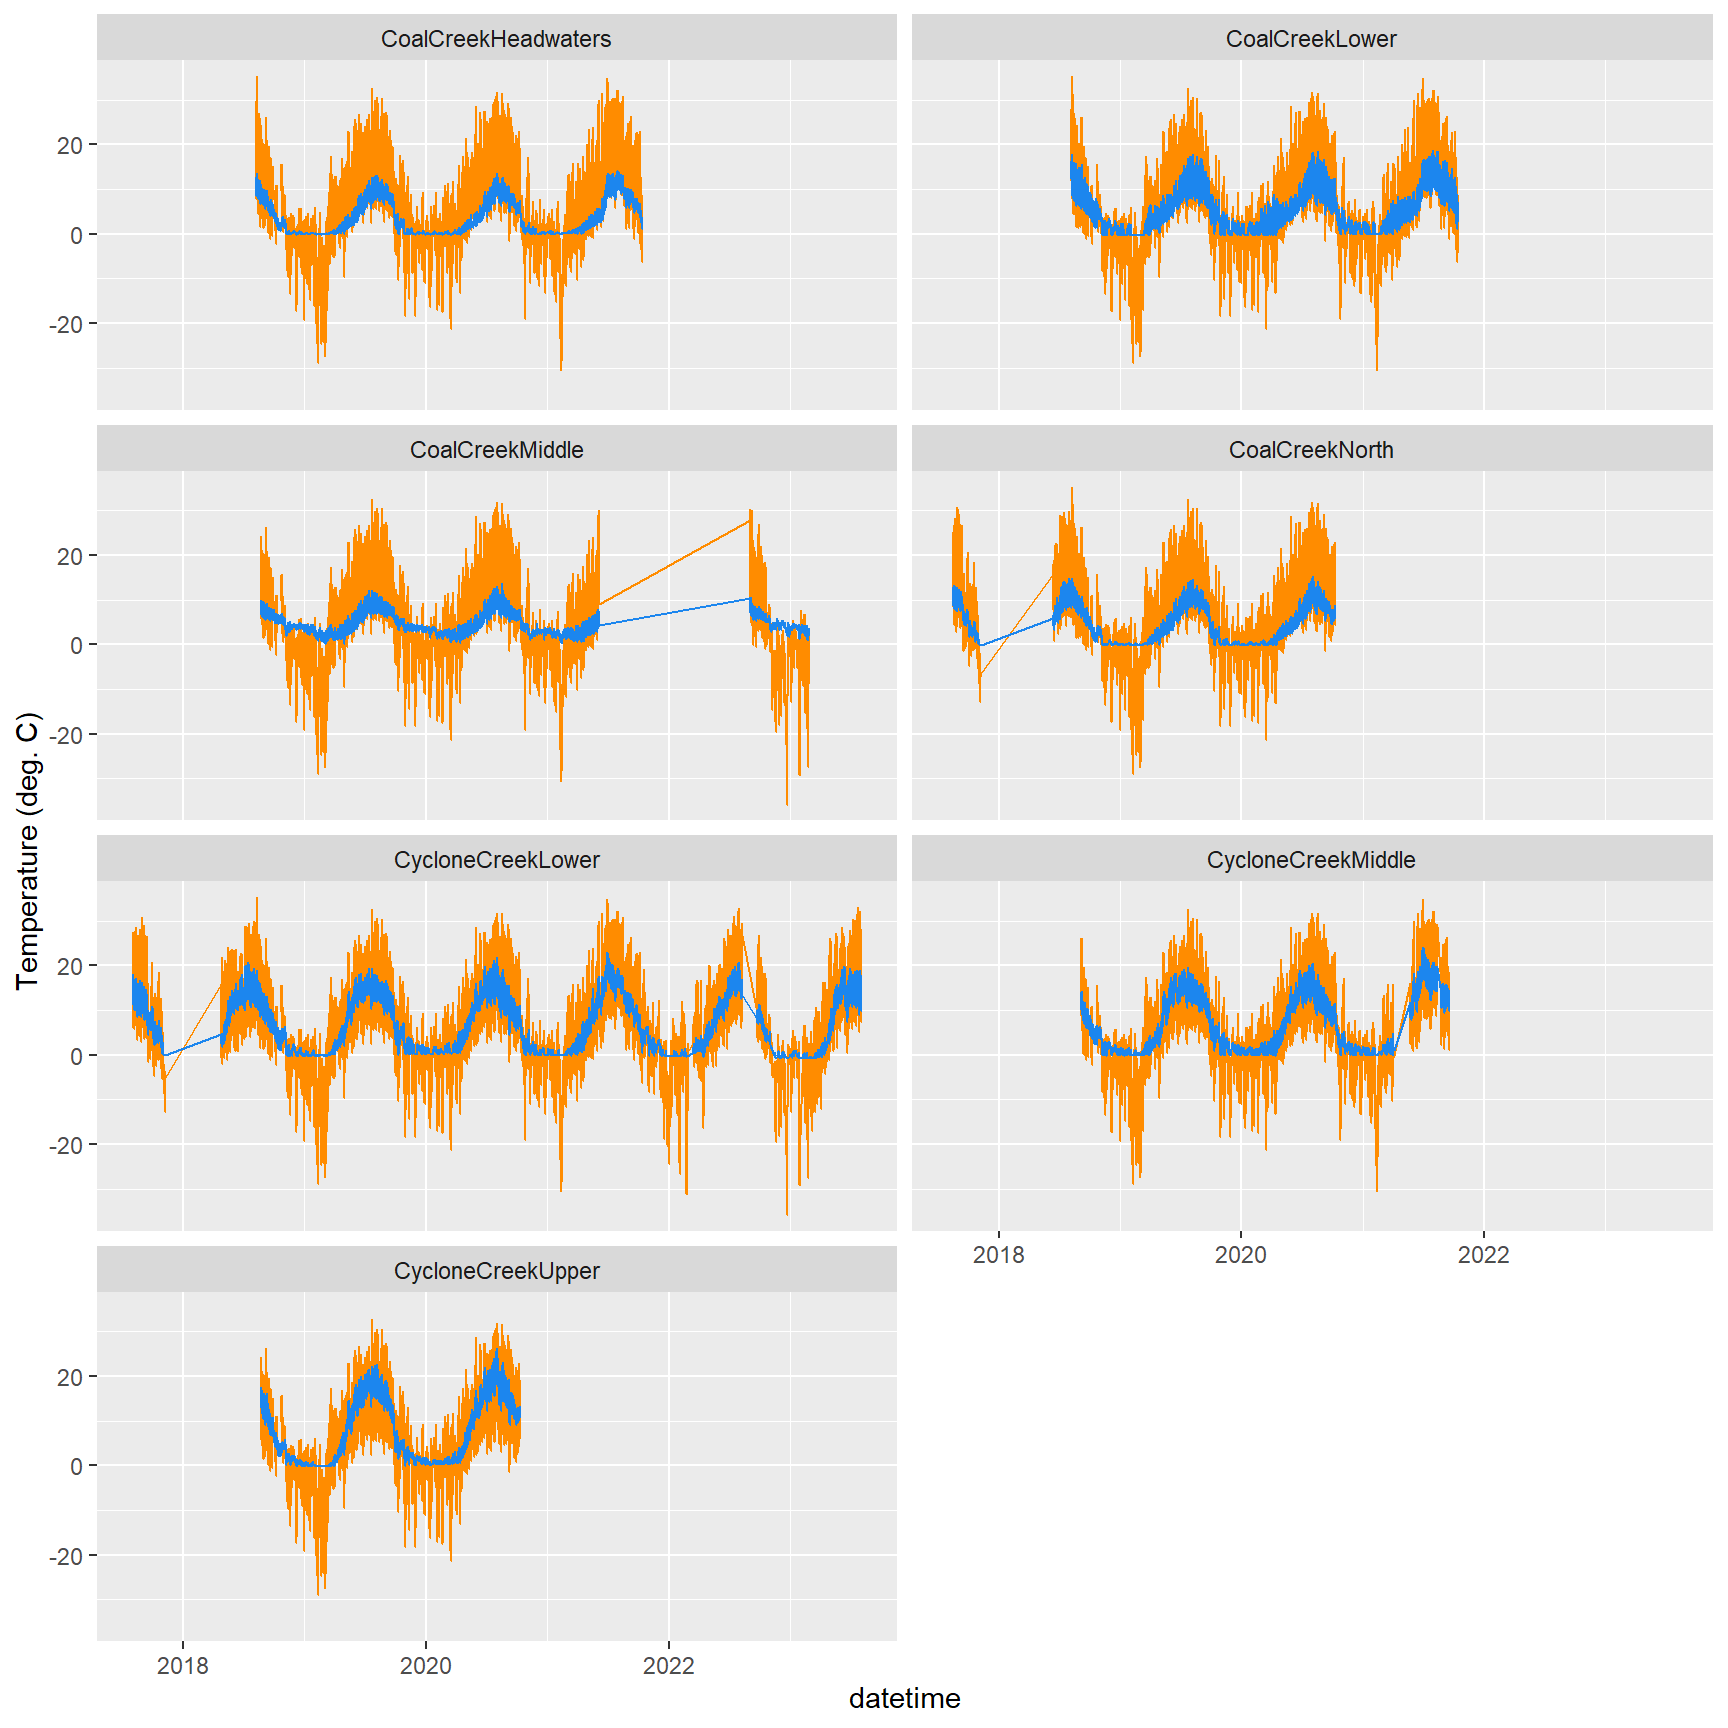 CoalCreekHeadwaters
CoalCreekLower
20
0
-20
CoalCreekMiddle
CoalCreekNorth
20
0
-20
CycloneCreekLower
CycloneCreekMiddle
20
0
-20
2018
2020
2022
CycloneCreekUpper
20
0
-20
2018
2020
2022
datetime
Temperature (deg. C)